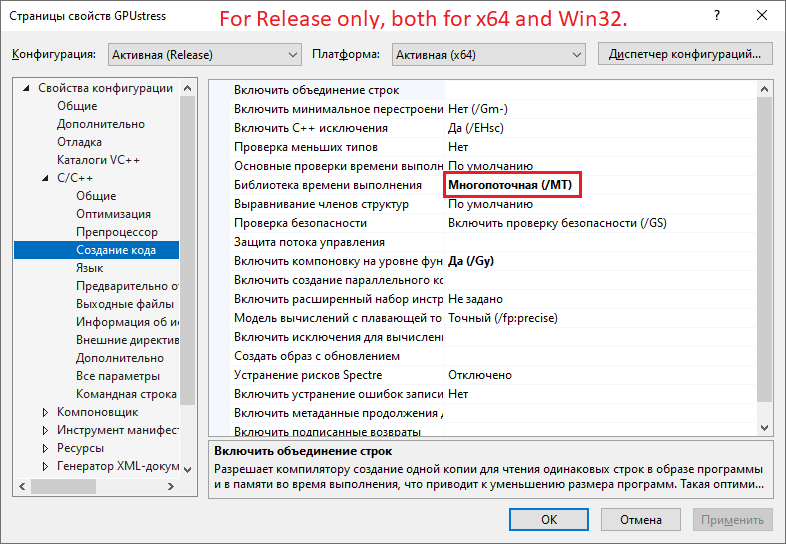 Страницы свойств GPUstress
For Release only, both for x64 and Win32.
Конфигурация: Активная (Release) Платформа: Активная (x64) Диспетчер конфигураций...
Свойства конфигурации
Общие
Дополнительно
Отладка
Каталоги VC++
C/C++
Общие
Оптимизация
Препроцессор
Создание кода
Язык
Предварительно от
Выходные файлы
Информация об ис
Внешние директив
Дополнительно
Все параметры
Командная строка
Компоновщик
Инструмент манифест
Ресурсы
Генератор XML-докум
Включить объединение строк
Включить минимальное перестроени Нет (/Gm-)
Включить C++ исключения Да (/EHsc)
Проверка меньших типов Нет
Основные проверки времени выполн По умолчанию
Библиотека времени выполнения Многопоточная (/MT)
Выравнивание членов структур По умолчанию
Проверка безопасности Включить проверку безопасности (/GS)
Защита потока управления
Включить компоновку на уровне фун Да (/Gy)
Включить создание параллельного ко
Включить расширенный набор инстр Не задано
Модель вычислений с плавающей то Точный (/fp:precise)
Включить исключения для вычислен
Создать образ с обновлением
Устранение рисков Spectre Отключено
Включить устранение ошибок записи Нет
Включить метаданные продолжения д
Включить подписанные возвраты
Включить объединение строк
Разрешает компилятору создание одной копии для чтения одинаковых строк в образе программы
и в памяти во время выполнения, что приводит к уменьшению размера программ. Такая оптими...
ОК Отмена Применить